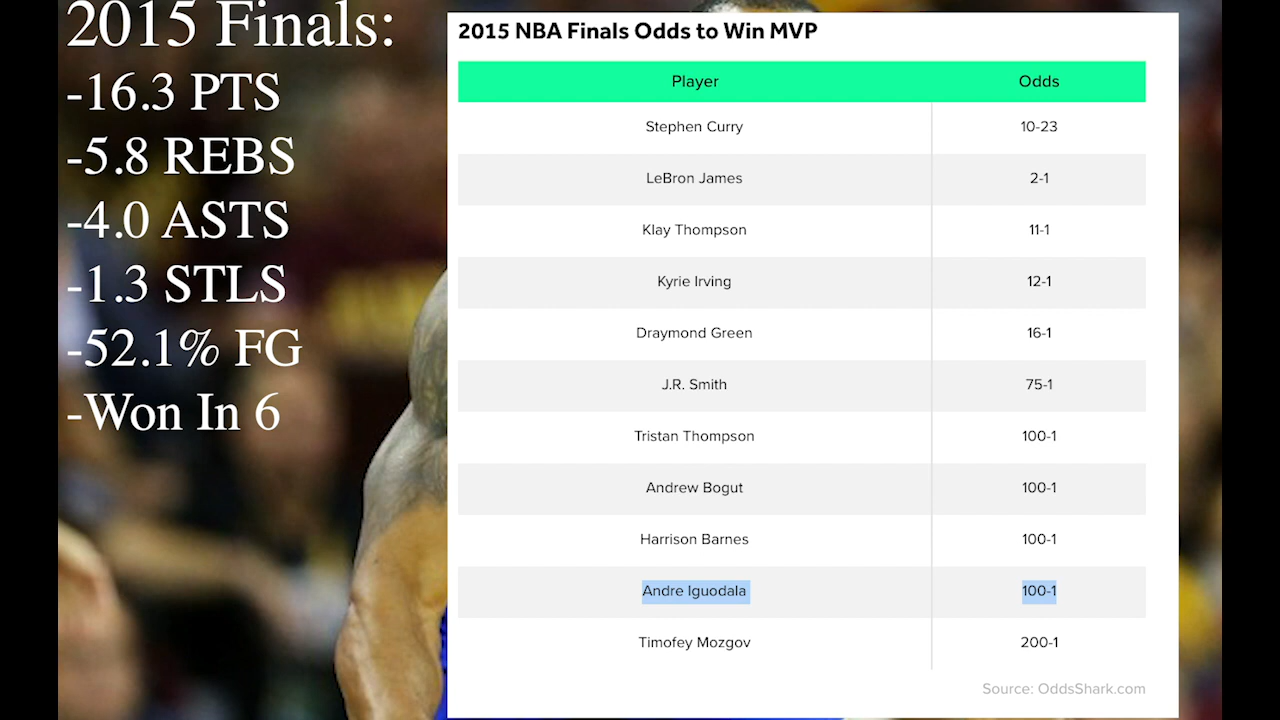 2015 Finals:
-16.3 PTS
-5.8 REBS
-4.0 ASTS
-1.3 STLS
-52.1% FG
-Won In 6
2015 NBA Finals Odds to Win MVP
Player Odds
Stephen Curry 10-23
LeBron James 2-1
Klay Thompson 11-1
Kyrie Irving 12-1
Draymond Green 16-1
J.R. Smith 75-1
Tristan Thompson 100-1
Andrew Bogut 100-1
Harrison Barnes 100-1
Andre Iguodala 100-1
Timofey Mozgov 200-1
Source: OddsShark.com